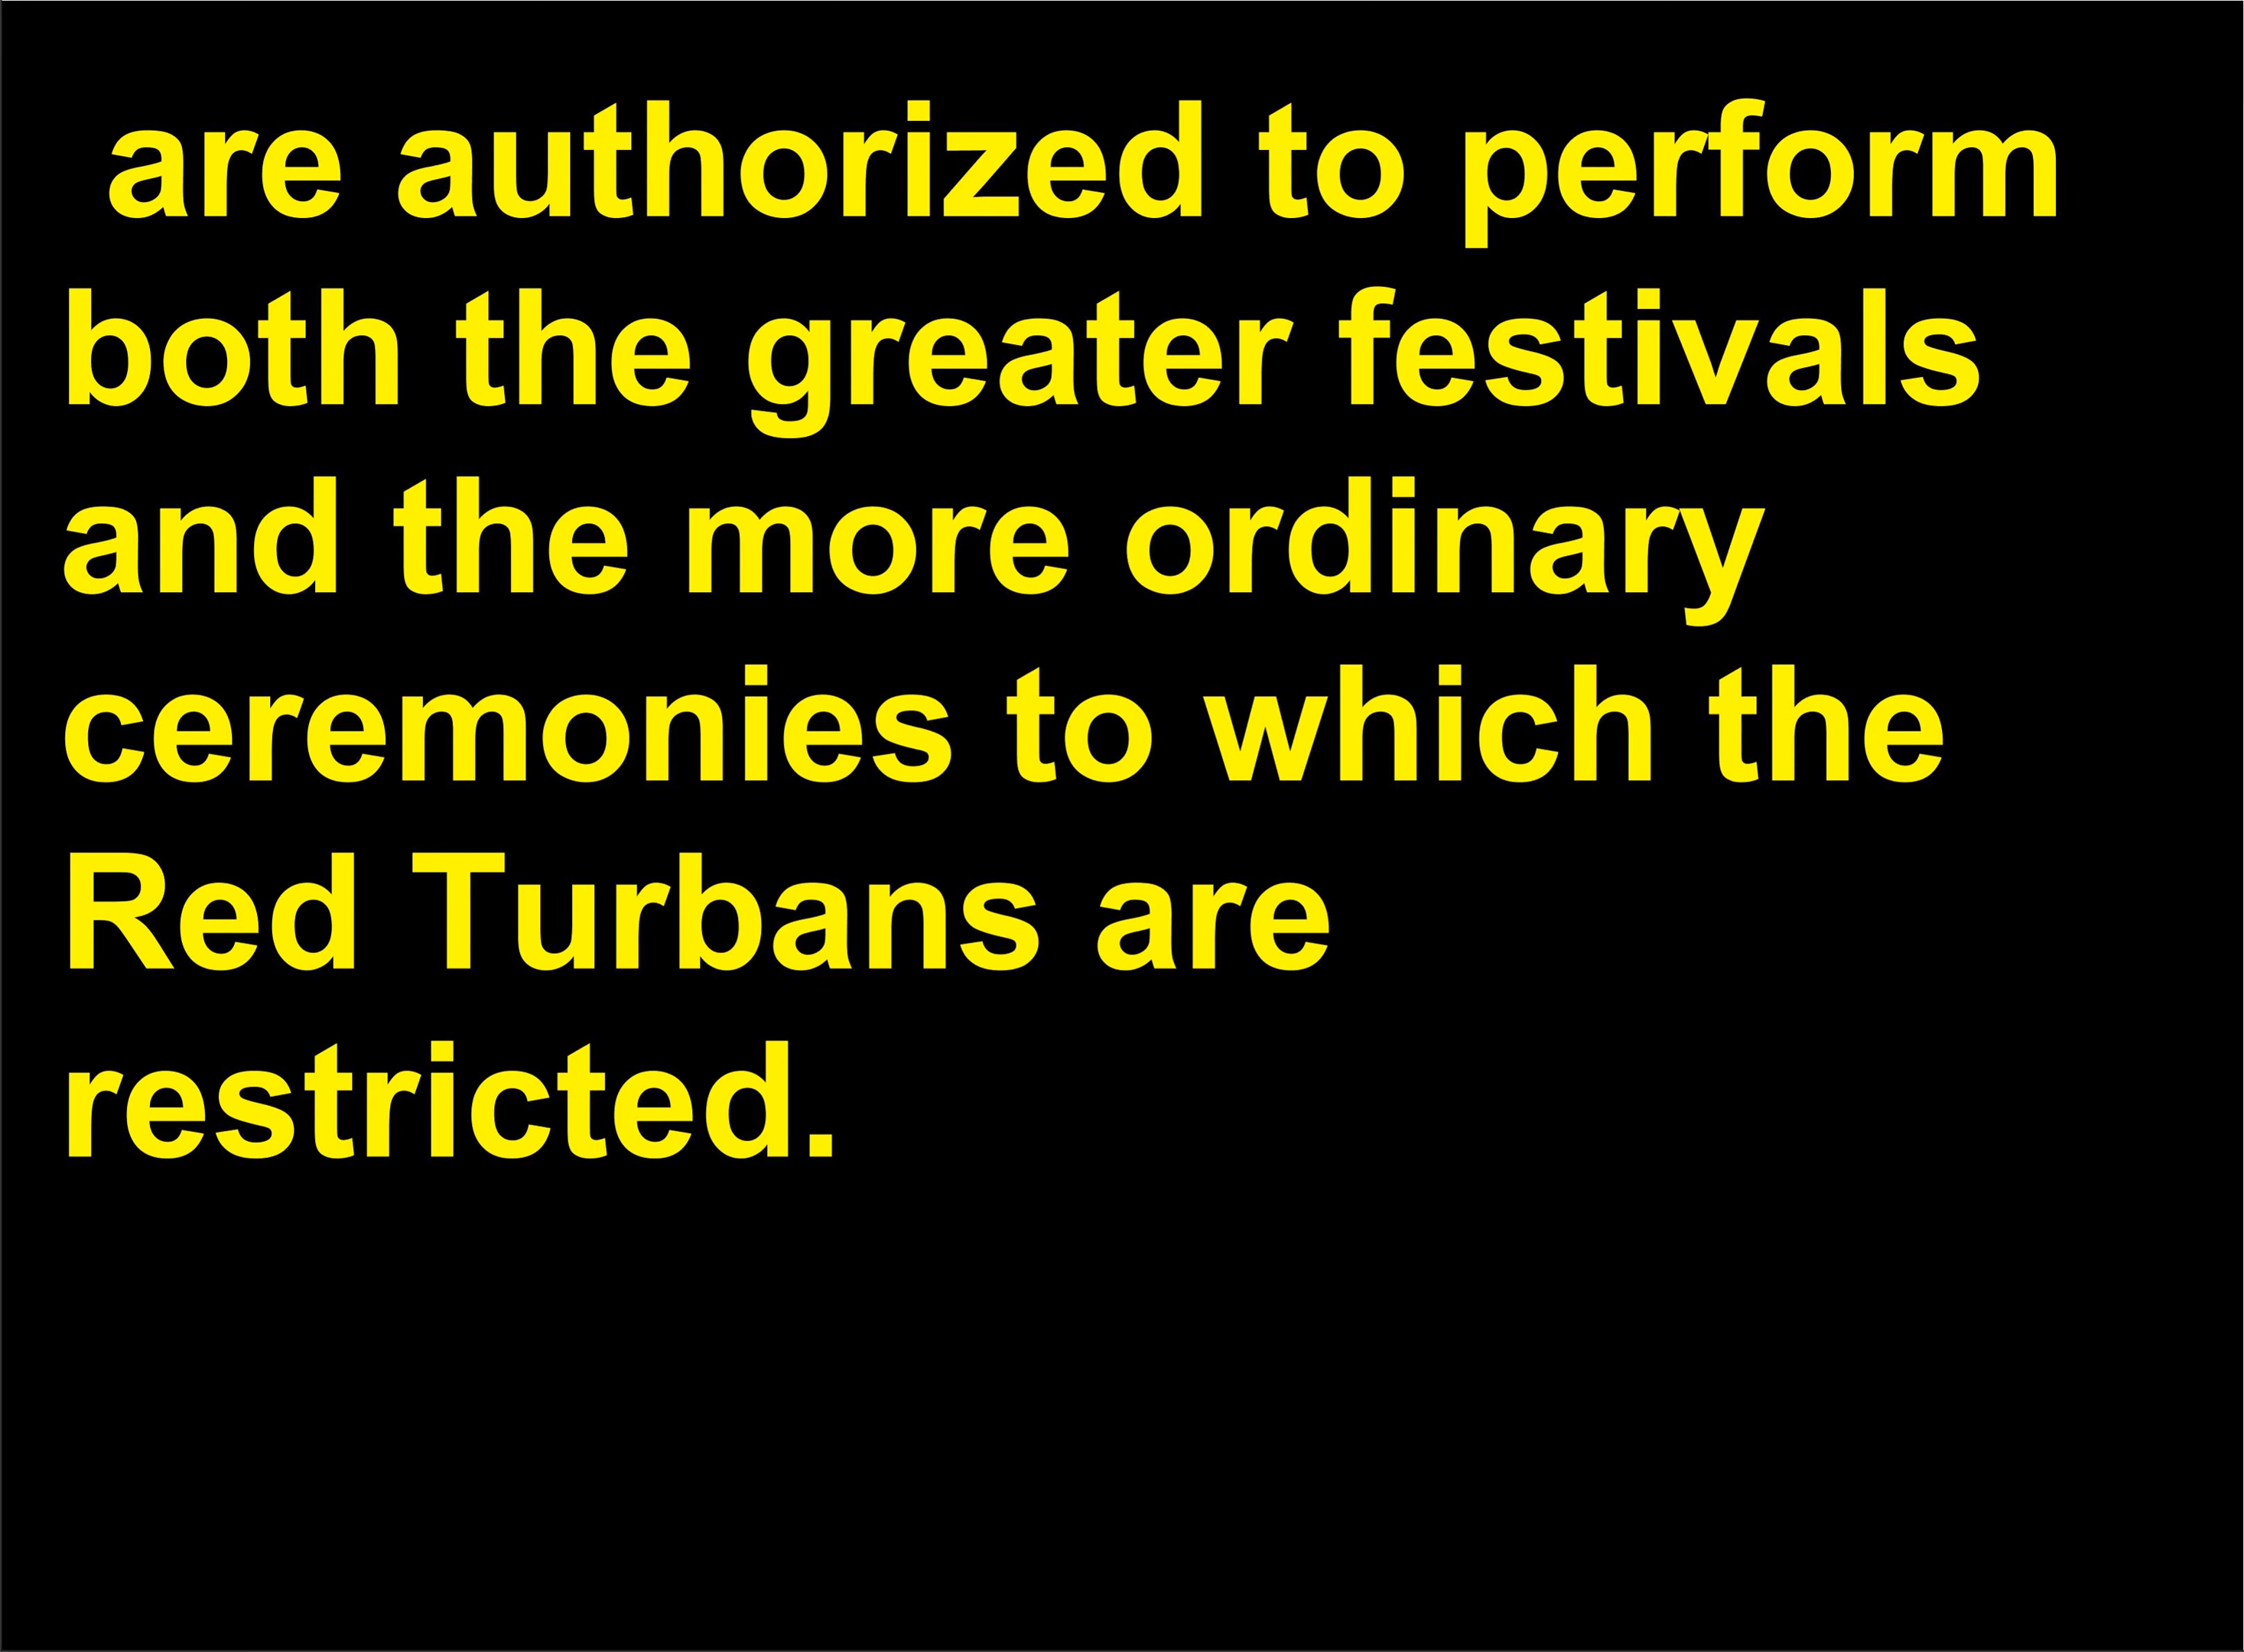 are authorized to perform
both the greater festivals
and the more ordinary
ceremonies to which the
Red Turbans are
restricted.